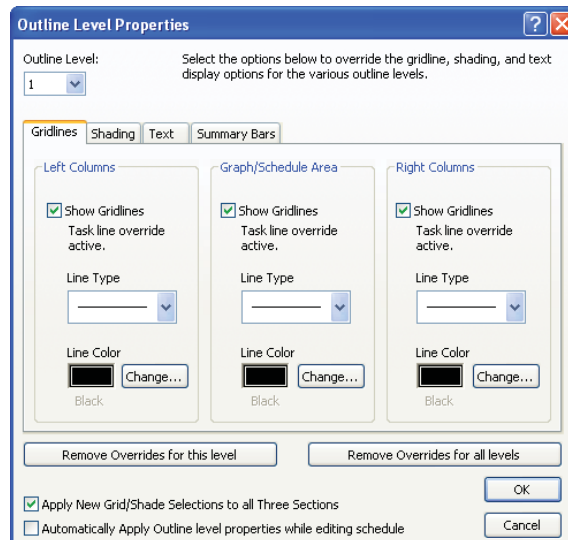 Outline Level Properties
Outline Level:
Select the options below to override the gridline, shading, and text
display options for the various outline levels.
1
Gridlines Shading Text Summary Bars
Left Columns Graph/Schedule Area Right Columns
Show Gridlines Show Gridlines Show Gridlines
Task line override Task line override Task line override
active. active. active.
Line Type Line Type Line Type
Line Color Line Color Line Color
Change... Change... Change...
Black Black Black
Remove Overrides for this level Remove Overrides for all levels
OK
Apply New Grid/Shade Selections to all Three Sections
Automatically Apply Outline level properties while editing schedule
Cancel